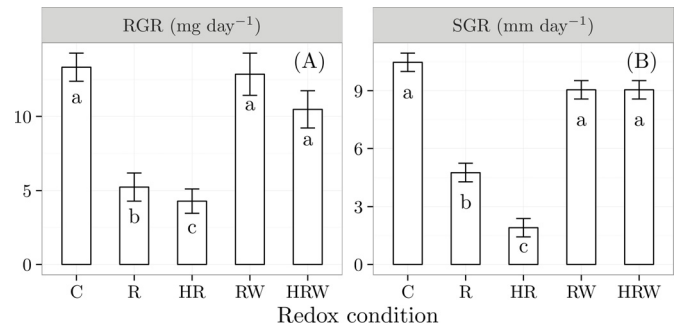 RGR (mg day⁻¹)
SGR (mm day⁻¹)
(A)
(B)
10
5
0
9
6
3
0
a
b
c
a
a
a
b
c
a
a
C R HR RW HRW
C R HR RW HRW
Redox condition